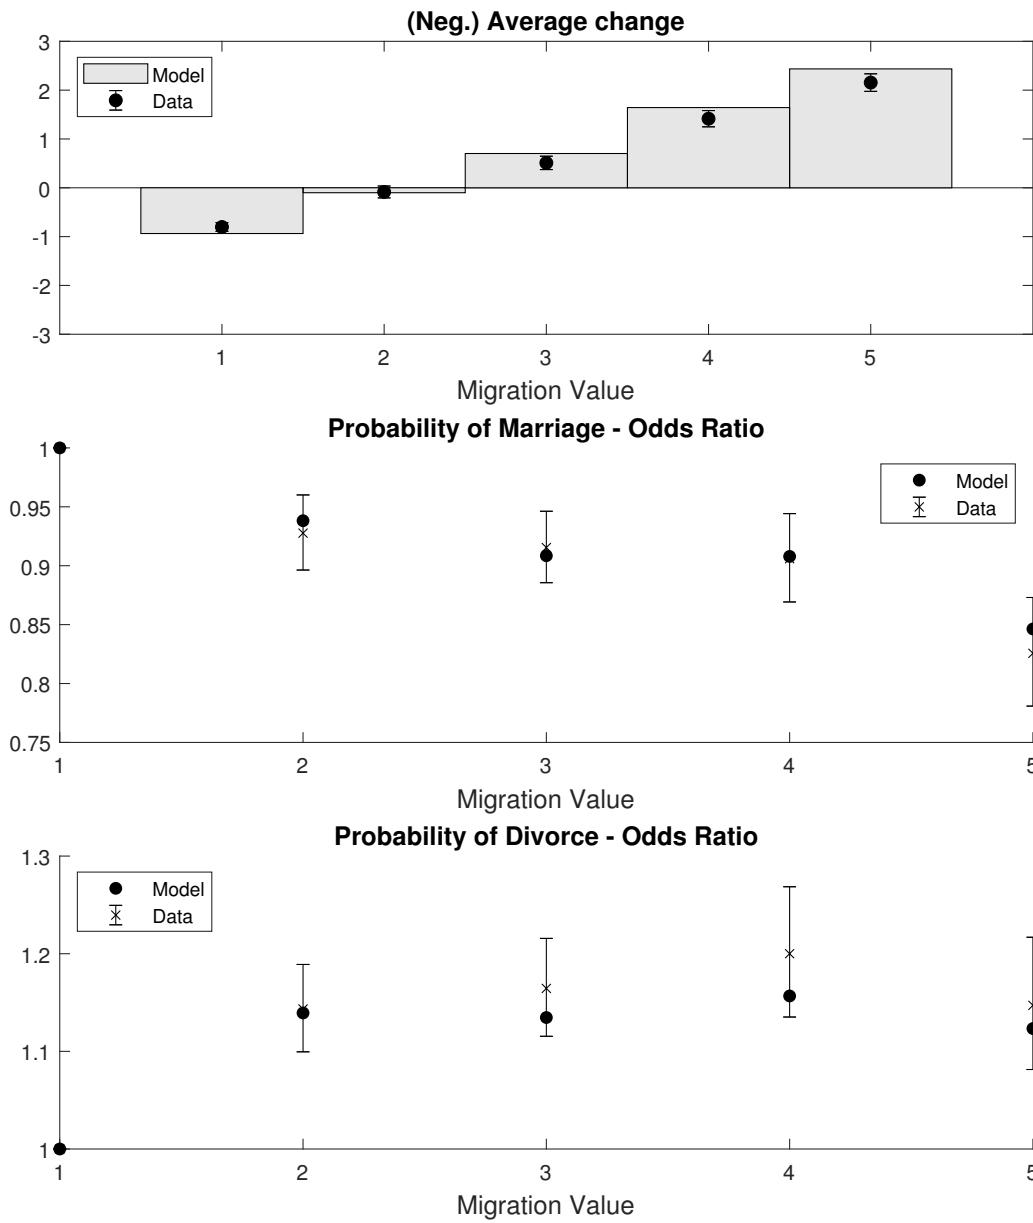 (Neg.) Average change
3
2
1
0
-1
-2
-3
Model
Data
1 2 3 4 5
Migration Value
Probability of Marriage - Odds Ratio
1
0.95
0.9
0.85
0.8
0.75
Model
Data
1 2 3 4 5
Migration Value
Probability of Divorce - Odds Ratio
1.3
1.2
1.1
1
Model
Data
1 2 3 4 5
Migration Value